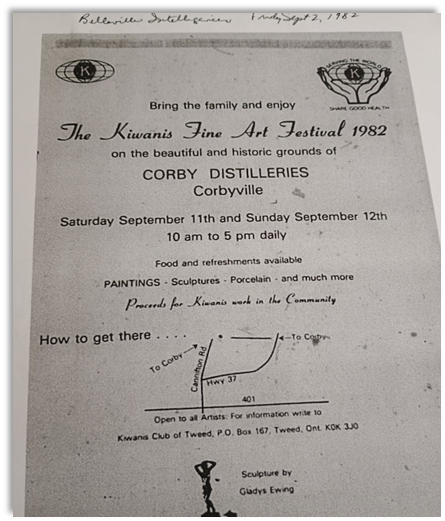 Belleville Intelligencer Friday Sept 2, 1982
K
SERVING THE WORLD
K
SHARE GOOD HEALTH
Bring the family and enjoy
The Kiwanis Fine Art Festival 1982
on the beautiful and historic grounds of
CORBY DISTILLERIES
Corbyville
Saturday September 11th and Sunday September 12th
10 am to 5 pm daily
Food and refreshments available
PAINTINGS - Sculptures - Porcelain - and much more
Proceeds for Kiwanis work in the Community
How to get there . . . .
To Corby
To Corby
Cannifton Rd
Hwy 37
401
Open to all Artists: For information write to
Kiwanis Club of Tweed, P.O. Box 167, Tweed, Ont. K0K 3J0
Sculpture by
Gladys Ewing